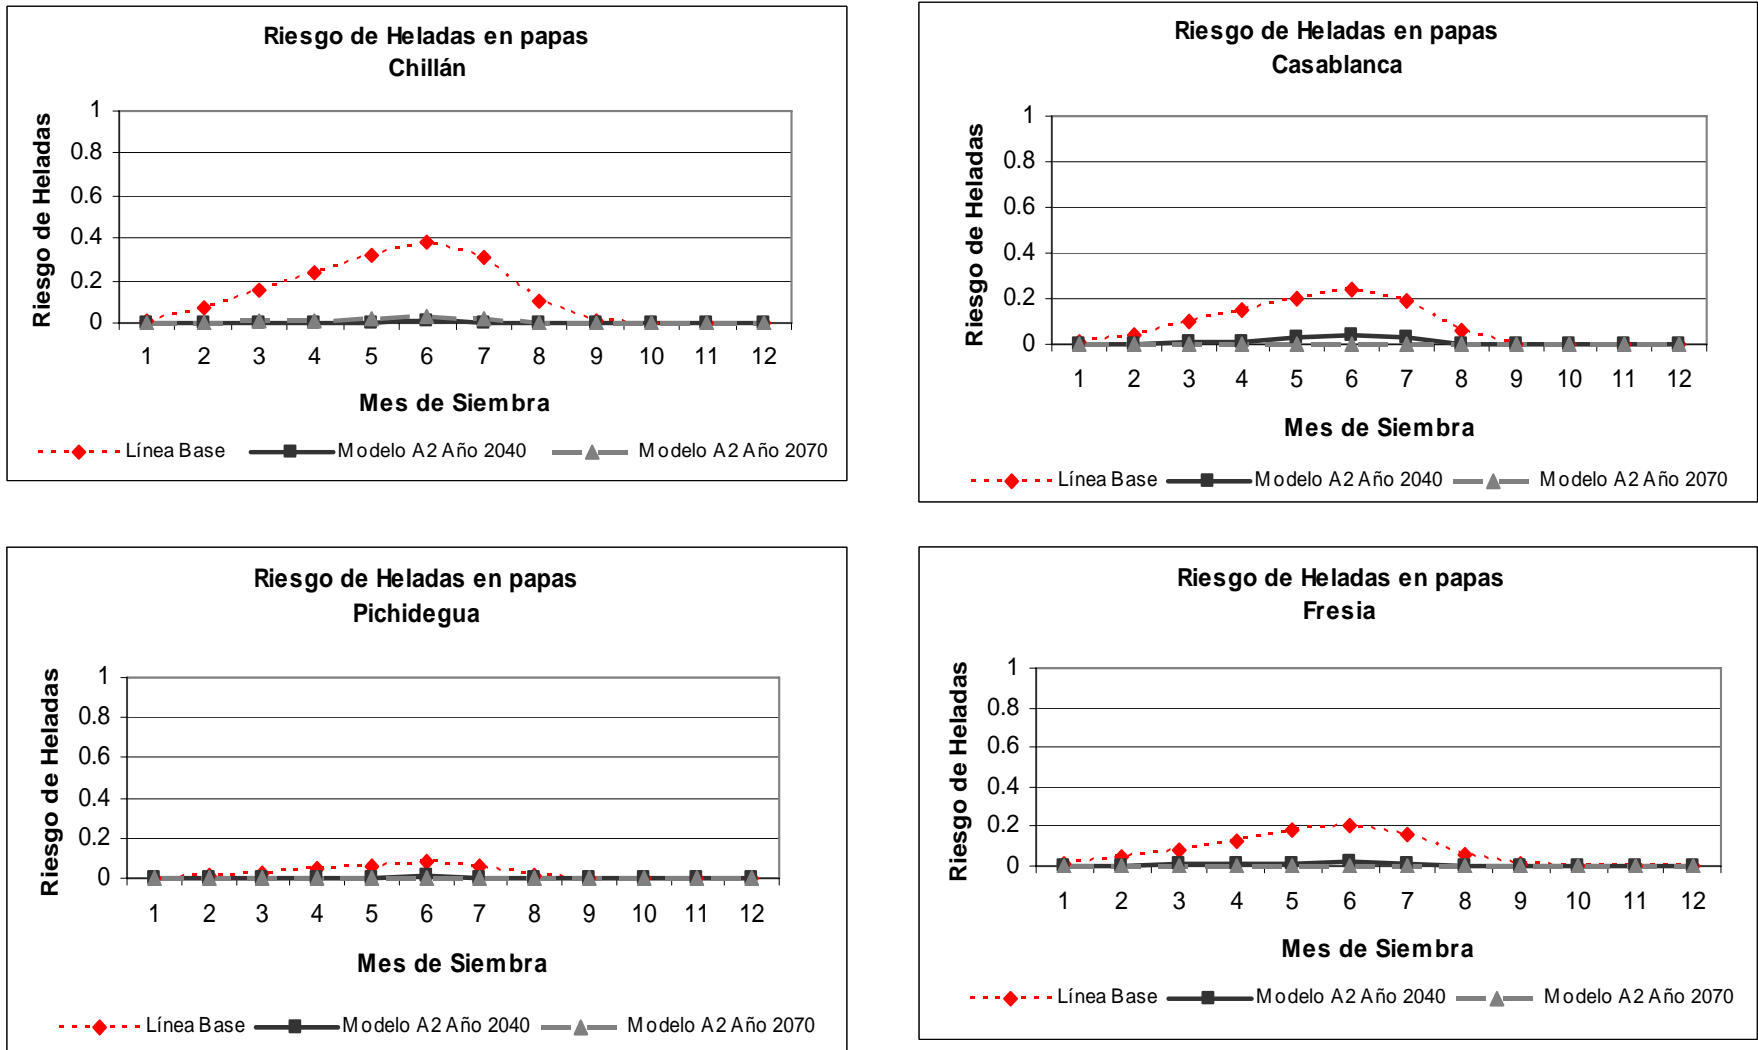 Riesgo de Heladas en papas
Chillán
Riesgo de Heladas
1
0.8
0.6
0.4
0.2
0
1 2 3 4 5 6 7 8 9 10 11 12
Mes de Siembra
Línea Base Modelo A2 Año 2040 Modelo A2 Año 2070
Riesgo de Heladas en papas
Casablanca
Riesgo de Heladas
1
0.8
0.6
0.4
0.2
0
1 2 3 4 5 6 7 8 9 10 11 12
Mes de Siembra
Línea Base Modelo A2 Año 2040 Modelo A2 Año 2070
Riesgo de Heladas en papas
Pichidegua
Riesgo de Heladas
1
0.8
0.6
0.4
0.2
0
1 2 3 4 5 6 7 8 9 10 11 12
Mes de Siembra
Línea Base Modelo A2 Año 2040 Modelo A2 Año 2070
Riesgo de Heladas en papas
Fresia
Riesgo de Heladas
1
0.8
0.6
0.4
0.2
0
1 2 3 4 5 6 7 8 9 10 11 12
Mes de Siembra
Línea Base Modelo A2 Año 2040 Modelo A2 Año 2070